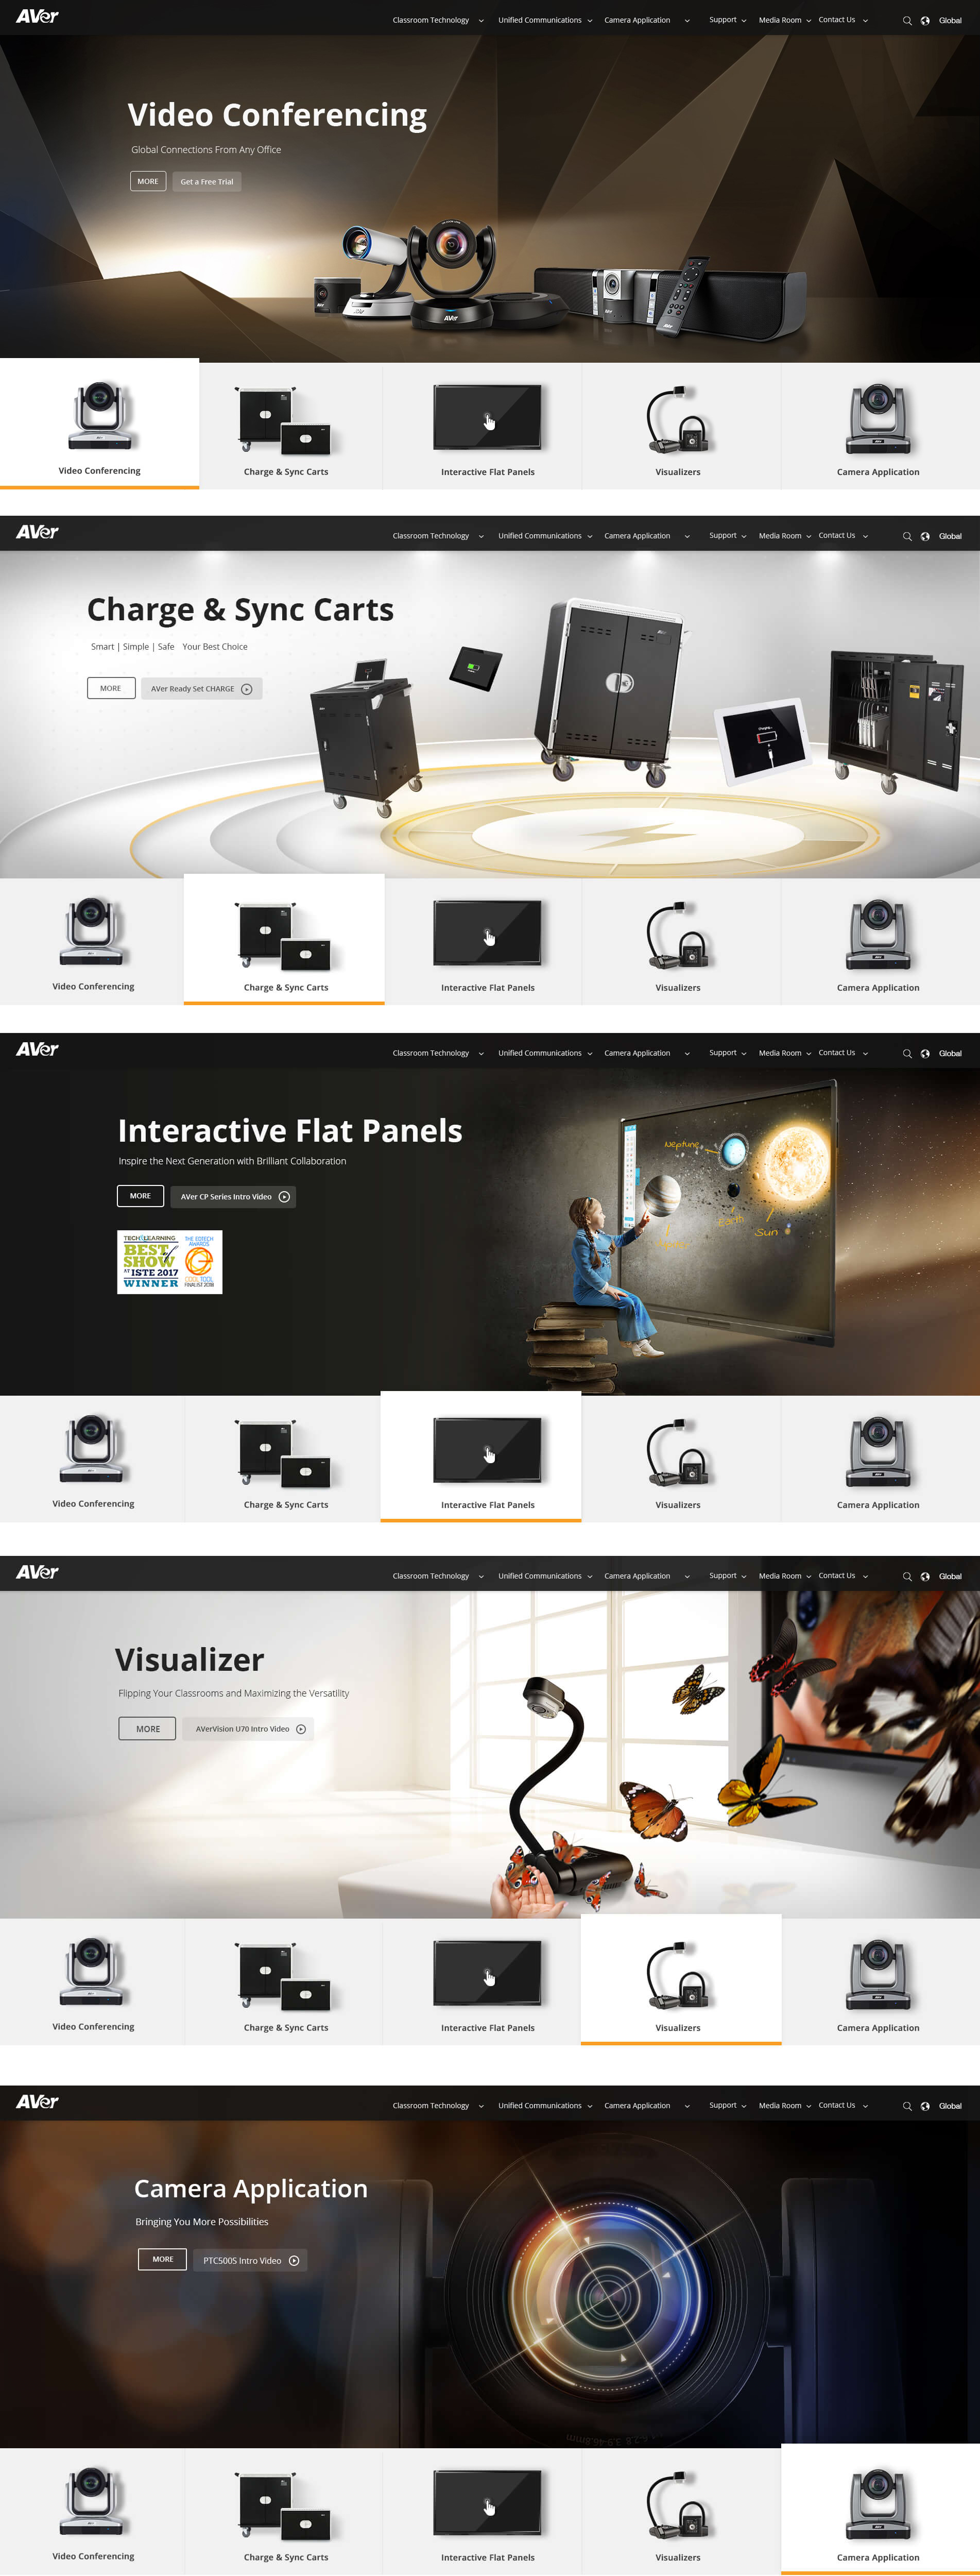 AVer
Classroom Technology Unified Communications Camera Application Support Media Room Contact Us Global
Video Conferencing
Global Connections From Any Office
MORE Get a Free Trial
AVer
Video Conferencing Charge & Sync Carts Interactive Flat Panels Visualizers Camera Application
AVer
Classroom Technology Unified Communications Camera Application Support Media Room Contact Us Global
Charge & Sync Carts
Smart | Simple | Safe Your Best Choice
MORE AVer Ready Set CHARGE
Video Conferencing Charge & Sync Carts Interactive Flat Panels Visualizers Camera Application
AVer
Classroom Technology Unified Communications Camera Application Support Media Room Contact Us Global
Interactive Flat Panels
Inspire the Next Generation with Brilliant Collaboration
MORE AVer CP Series Intro Video
TECH&LEARNING
BEST of
SHOW
AT ISTE 2017
WINNER
THE EDTECH
AWARDS
COOL TOOL
FINALIST 2018
Neptune
Earth
Sun
Video Conferencing Charge & Sync Carts Interactive Flat Panels Visualizers Camera Application
AVer
Classroom Technology Unified Communications Camera Application Support Media Room Contact Us Global
Visualizer
Flipping Your Classrooms and Maximizing the Versatility
MORE AVerVision U70 Intro Video
Video Conferencing Charge & Sync Carts Interactive Flat Panels Visualizers Camera Application
AVer
Classroom Technology Unified Communications Camera Application Support Media Room Contact Us Global
Camera Application
Bringing You More Possibilities
MORE PTC500S Intro Video
Video Conferencing Charge & Sync Carts Interactive Flat Panels Visualizers Camera Application